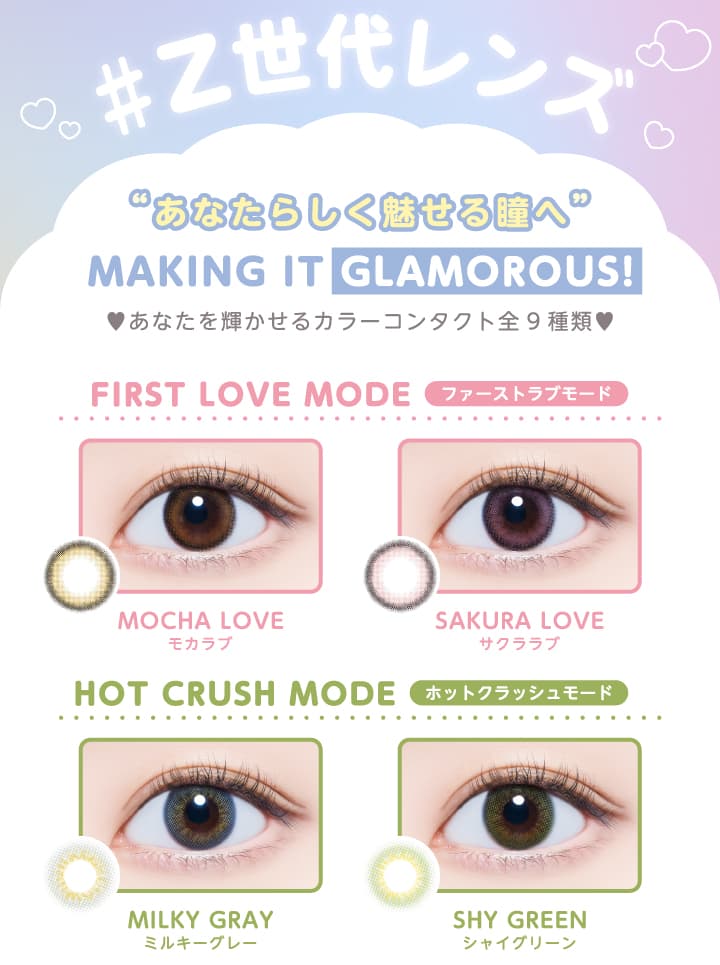 #Z世代レンズ
“あなたらしく魅せる瞳へ”
MAKING IT GLAMOROUS!
♥あなたを輝かせるカラーコンタクト全9種類♥
FIRST LOVE MODE ファーストラブモード
MOCHA LOVE
モカラブ
SAKURA LOVE
サクララブ
HOT CRUSH MODE ホットクラッシュモード
MILKY GRAY
ミルキーグレー
SHY GREEN
シャイグリーン